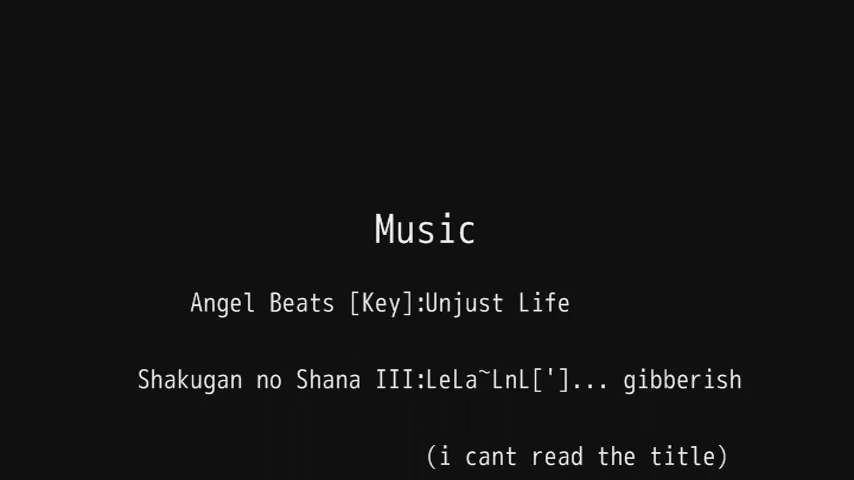 Music
Angel Beats [Key]:Unjust Life
Shakugan no Shana III:LeLa~LnL[']... gibberish
(i cant read the title)